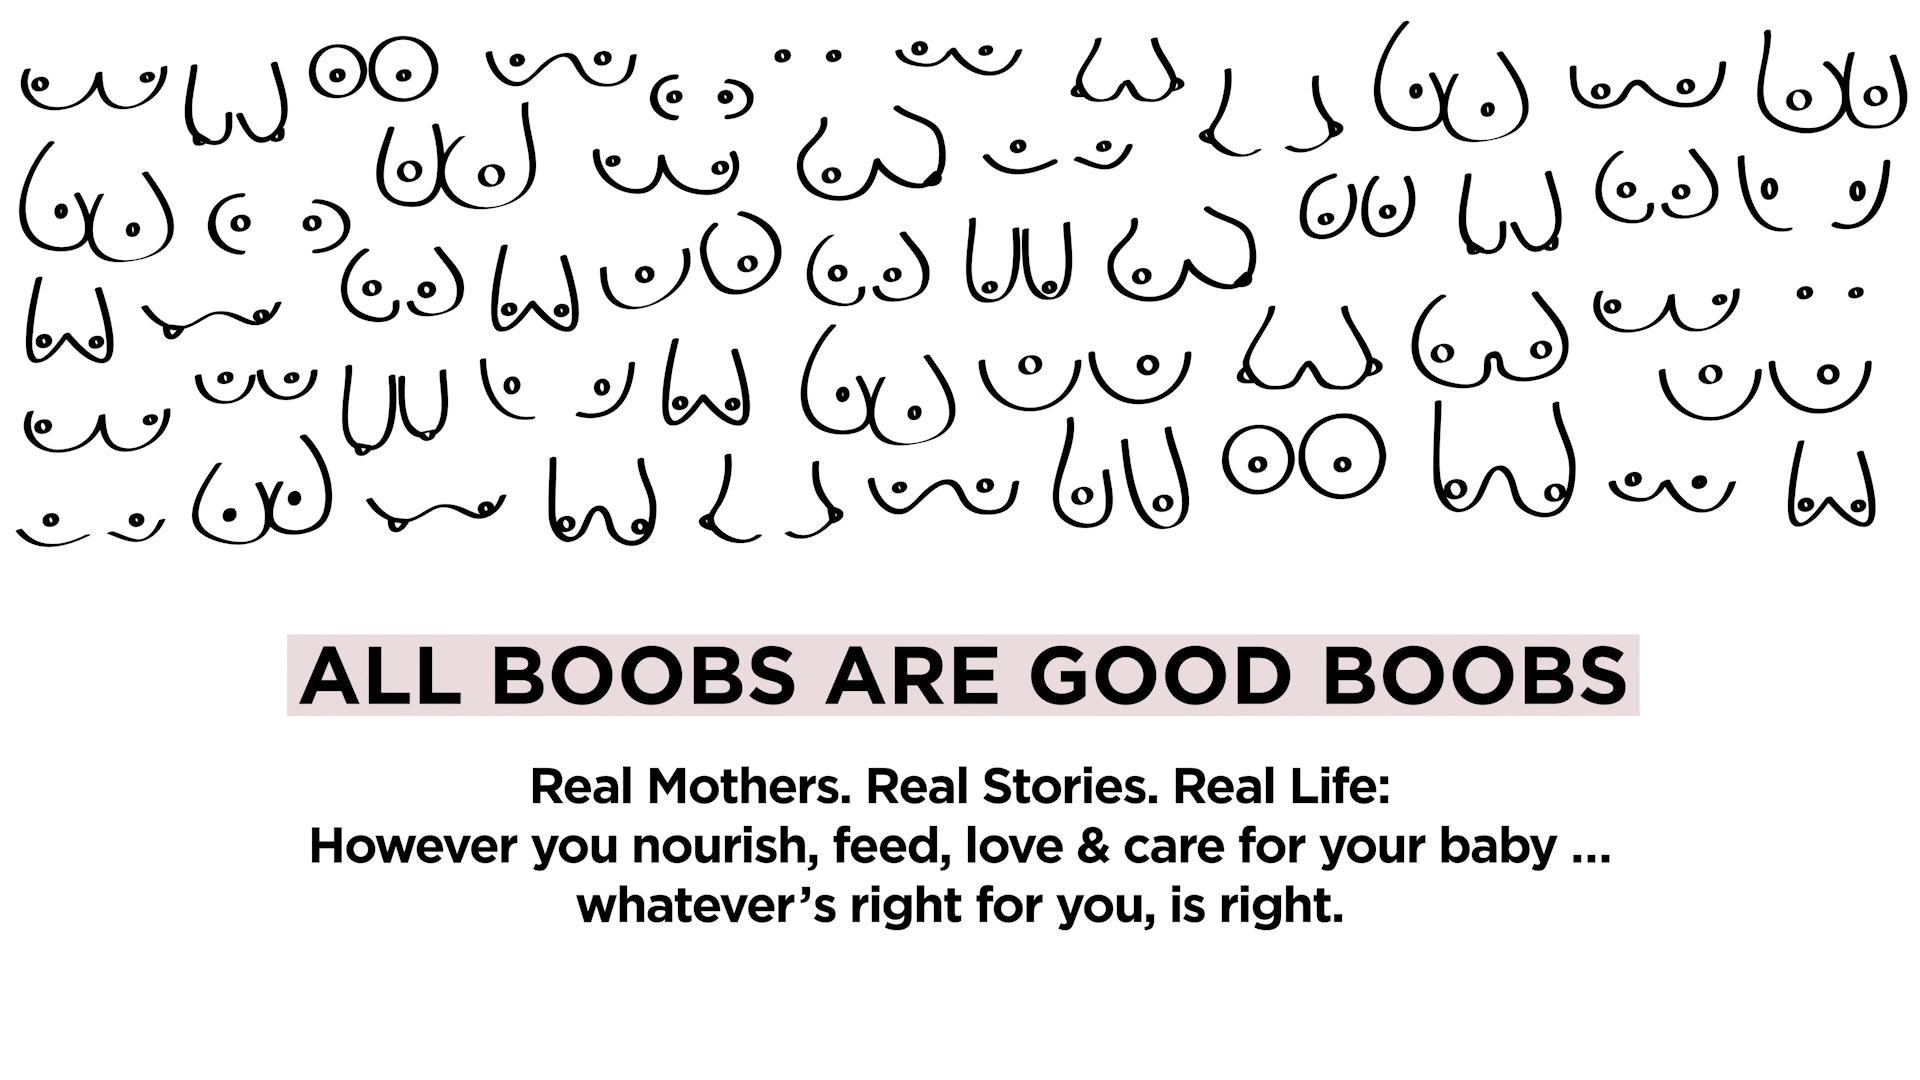 ALL BOOBS ARE GOOD BOOBS
Real Mothers. Real Stories. Real Life:
However you nourish, feed, love & care for your baby ...
whatever’s right for you, is right.